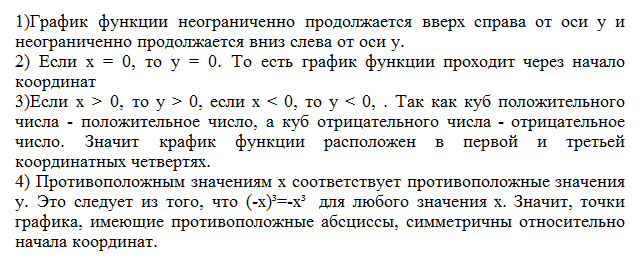 1)График функции неограниченно продолжается вверх справа от оси y и
неограниченно продолжается вниз слева от оси y.
2) Если x = 0, то y = 0. То есть график функции проходит через начало
координат
3)Если x > 0, то y > 0, если x < 0, то y < 0, . Так как куб положительного
числа - положительное число, а куб отрицательного числа - отрицательное
число. Значит крафик функции расположен в первой и третьей
координатных четвертях.
4) Противоположным значениям x соответствует противоположные значения
y. Это следует из того, что (-x)³=-x³ для любого значения x. Значит, точки
графика, имеющие противоположные абсциссы, симметричны относительно
начала координат.